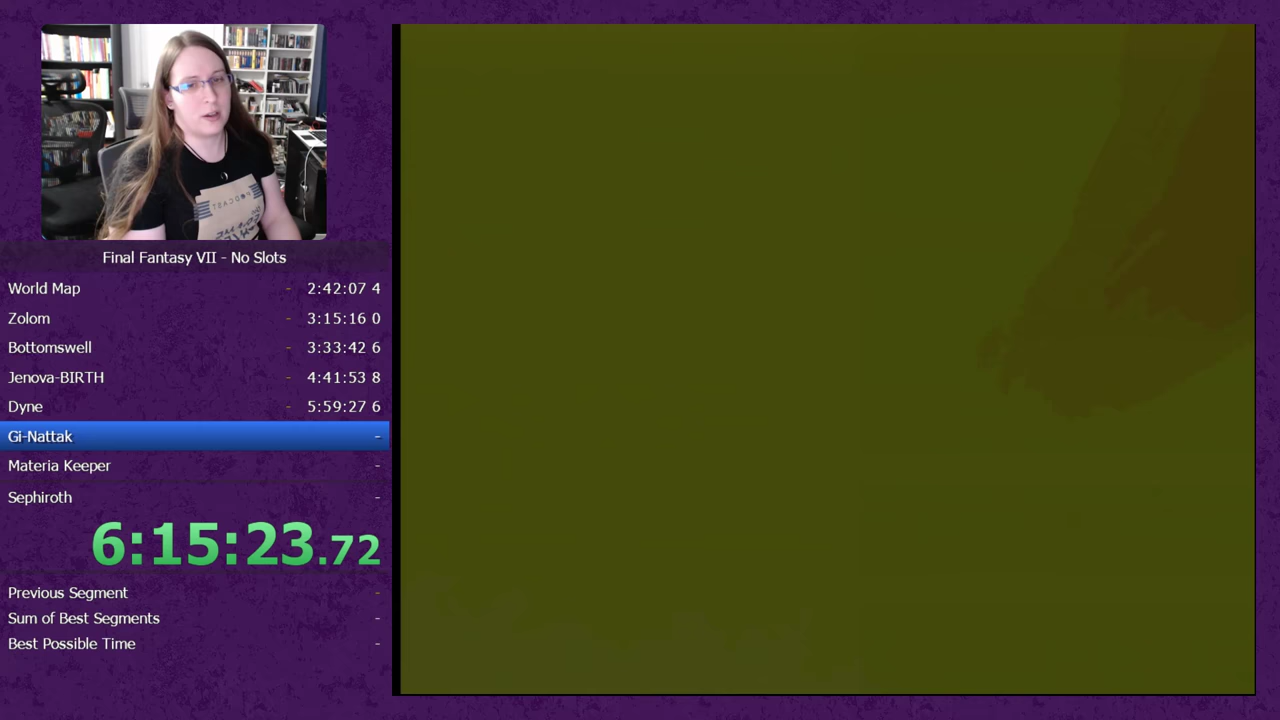 PODCAST
Final Fantasy VII - No Slots
World Map - 2:42:07 4
Zolom - 3:15:16 0
Bottomswell - 3:33:42 6
Jenova-BIRTH - 4:41:53 8
Dyne - 5:59:27 6
Gi-Nattak -
Materia Keeper -
Sephiroth -
6:15:23.72
Previous Segment -
Sum of Best Segments -
Best Possible Time -